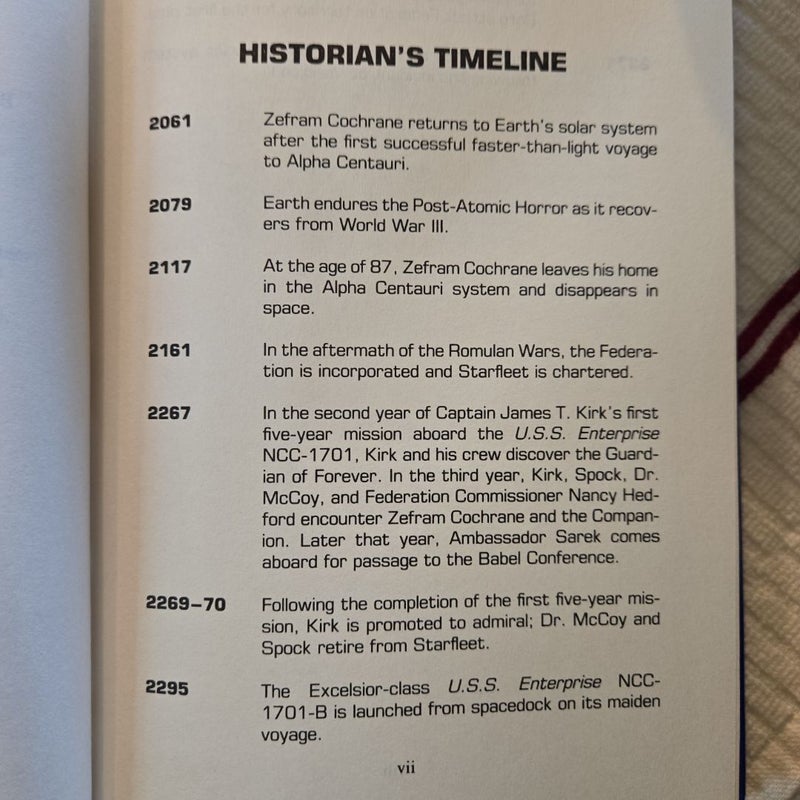 HISTORIAN'S TIMELINE
2061 Zefram Cochrane returns to Earth's solar system
after the first successful faster-than-light voyage
to Alpha Centauri.
2079 Earth endures the Post-Atomic Horror as it recov-
ers from World War III.
2117 At the age of 87, Zefram Cochrane leaves his home
in the Alpha Centauri system and disappears in
space.
2161 In the aftermath of the Romulan Wars, the Federa-
tion is incorporated and Starfleet is chartered.
2267 In the second year of Captain James T. Kirk's first
five-year mission aboard the U.S.S. Enterprise
NCC-1701, Kirk and his crew discover the Guard-
ian of Forever. In the third year, Kirk, Spock, Dr.
McCoy, and Federation Commissioner Nancy Hed-
ford encounter Zefram Cochrane and the Compan-
ion. Later that year, Ambassador Sarek comes
aboard for passage to the Babel Conference.
2269–70 Following the completion of the first five-year mis-
sion, Kirk is promoted to admiral; Dr. McCoy and
Spock retire from Starfleet.
2295 The Excelsior-class U.S.S. Enterprise NCC-
1701-B is launched from spacedock on its maiden
voyage.
vii